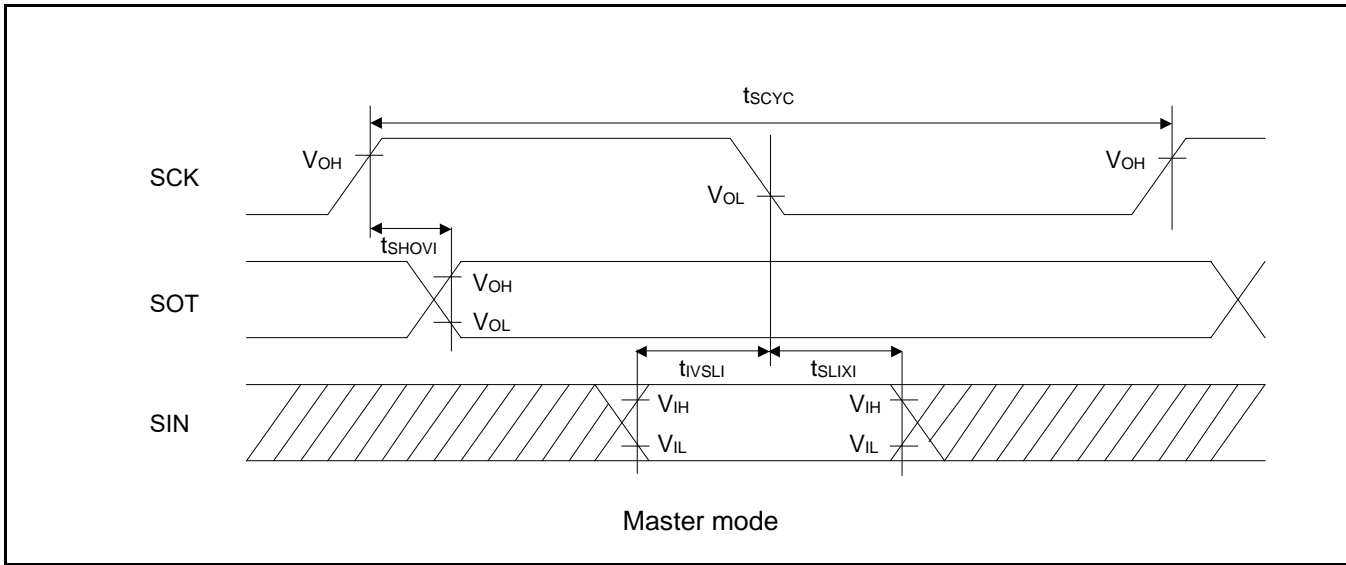 tSCYC
VOH
VOH
SCK
VOL
tSHOVI
VOH
SOT
VOL
tIVSLI
tSLIXI
VIH
VIH
SIN
VIL
VIL
Master mode